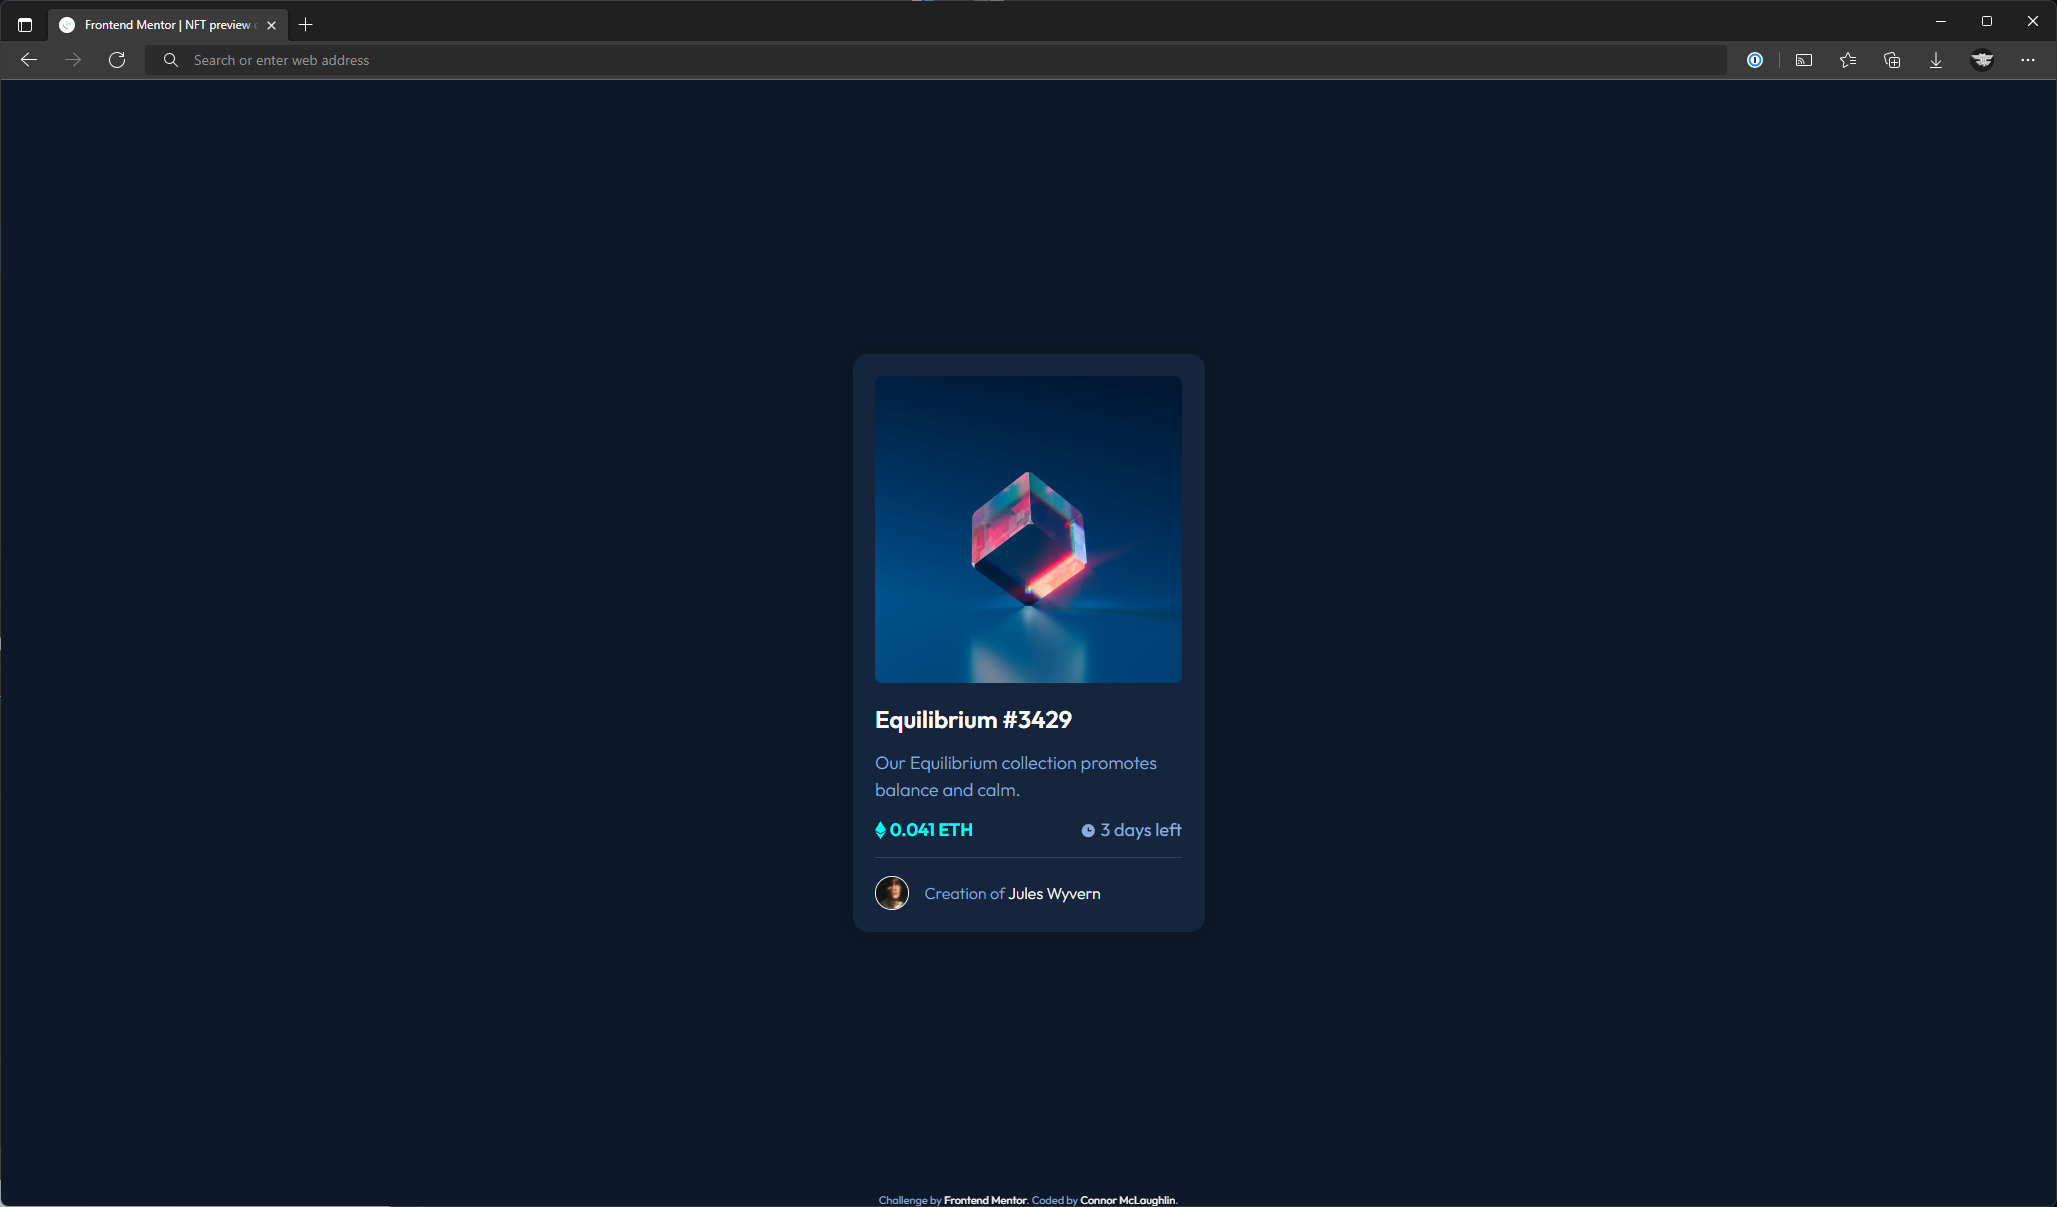 Frontend Mentor | NFT preview
Search or enter web address
Equilibrium #3429
Our Equilibrium collection promotes
balance and calm.
0.041 ETH
3 days left
Creation of Jules Wyvern
Challenge by Frontend Mentor. Coded by Connor McLaughlin.